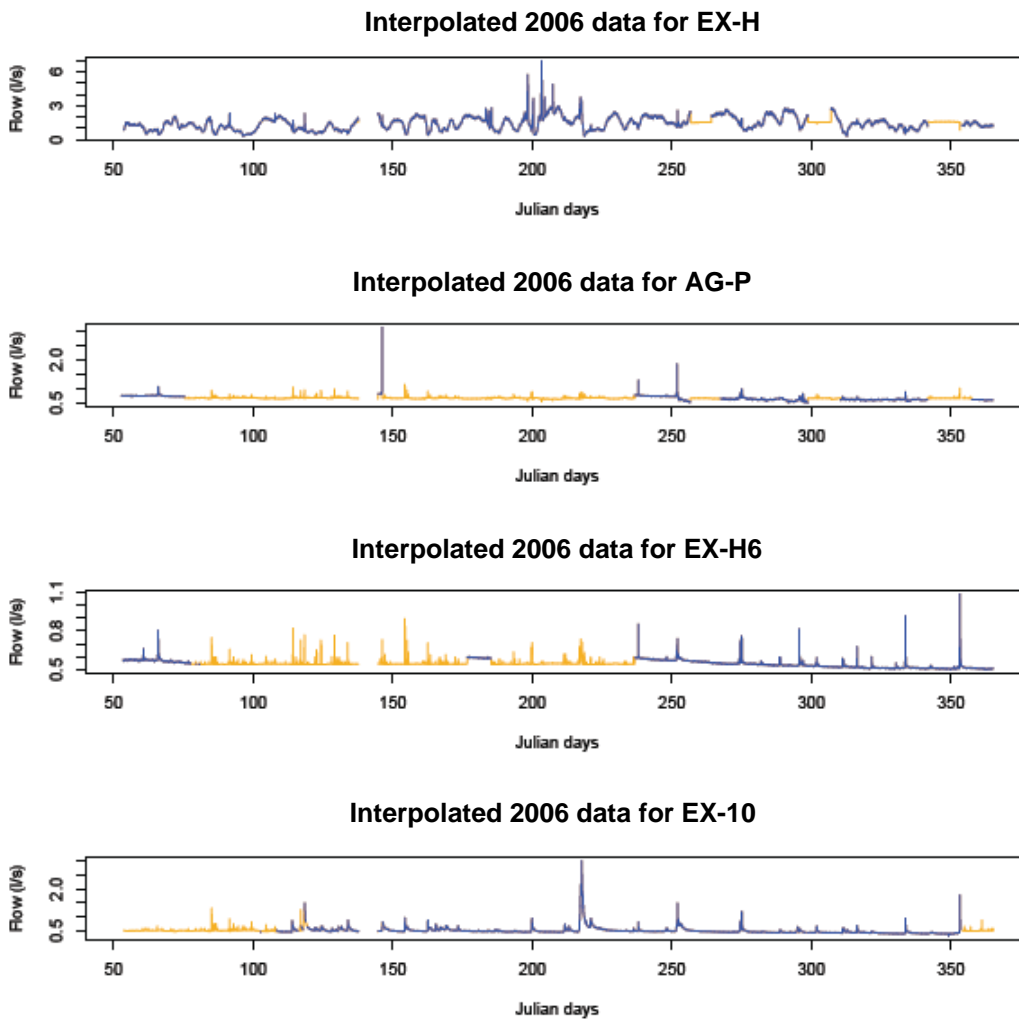 Interpolated 2006 data for EX-H
Flow (l/s)
6
3
0
50 100 150 200 250 300 350
Julian days
Interpolated 2006 data for AG-P
Flow (l/s)
2.0
0.5
50 100 150 200 250 300 350
Julian days
Interpolated 2006 data for EX-H6
Flow (l/s)
1.1
0.8
0.5
50 100 150 200 250 300 350
Julian days
Interpolated 2006 data for EX-10
Flow (l/s)
2.0
0.5
50 100 150 200 250 300 350
Julian days